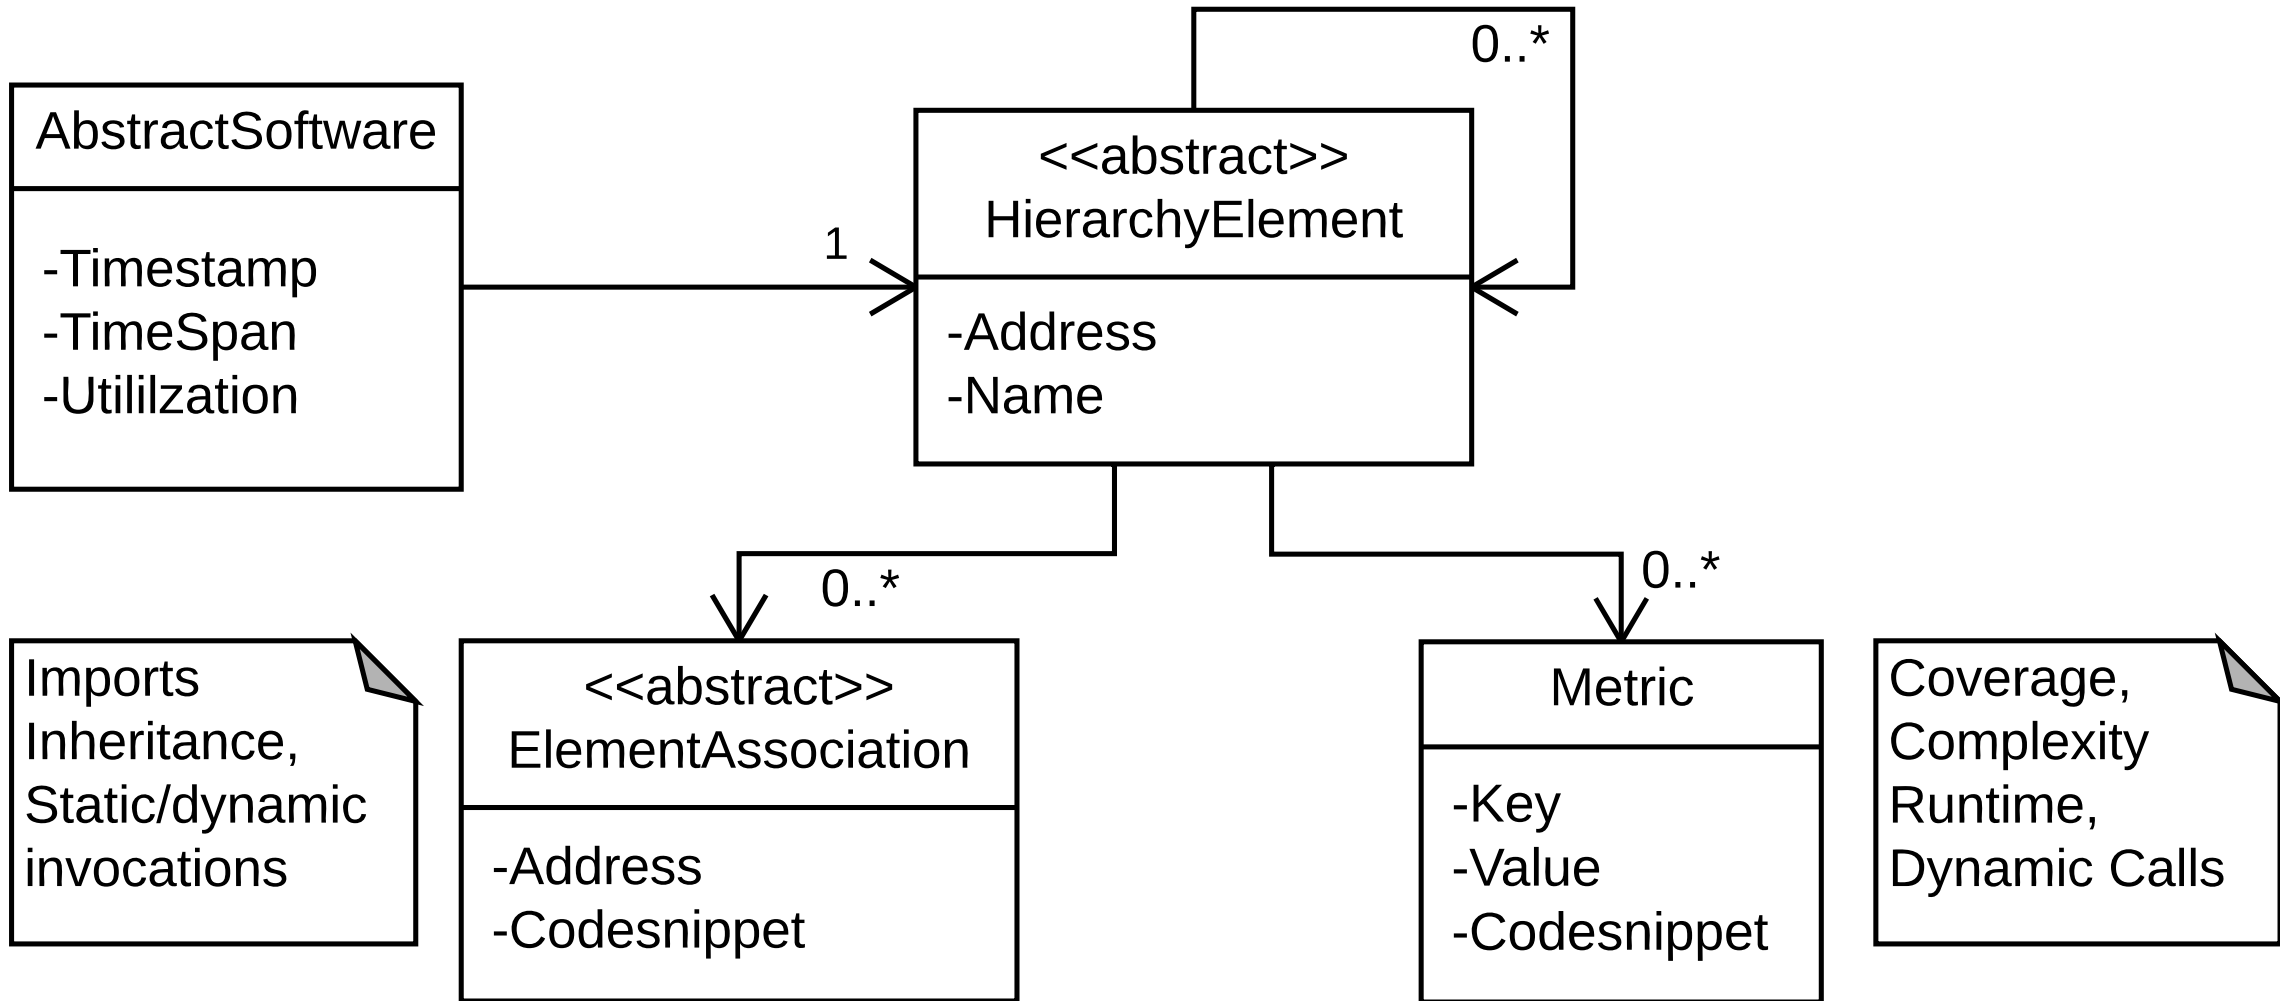 0..*
AbstractSoftware
-Timestamp
-TimeSpan
-Utililzation
1
<<abstract>>
HierarchyElement
-Address
-Name
0..*
0..*
Imports
Inheritance,
Static/dynamic
invocations
<<abstract>>
ElementAssociation
-Address
-Codesnippet
Metric
-Key
-Value
-Codesnippet
Coverage,
Complexity
Runtime,
Dynamic Calls